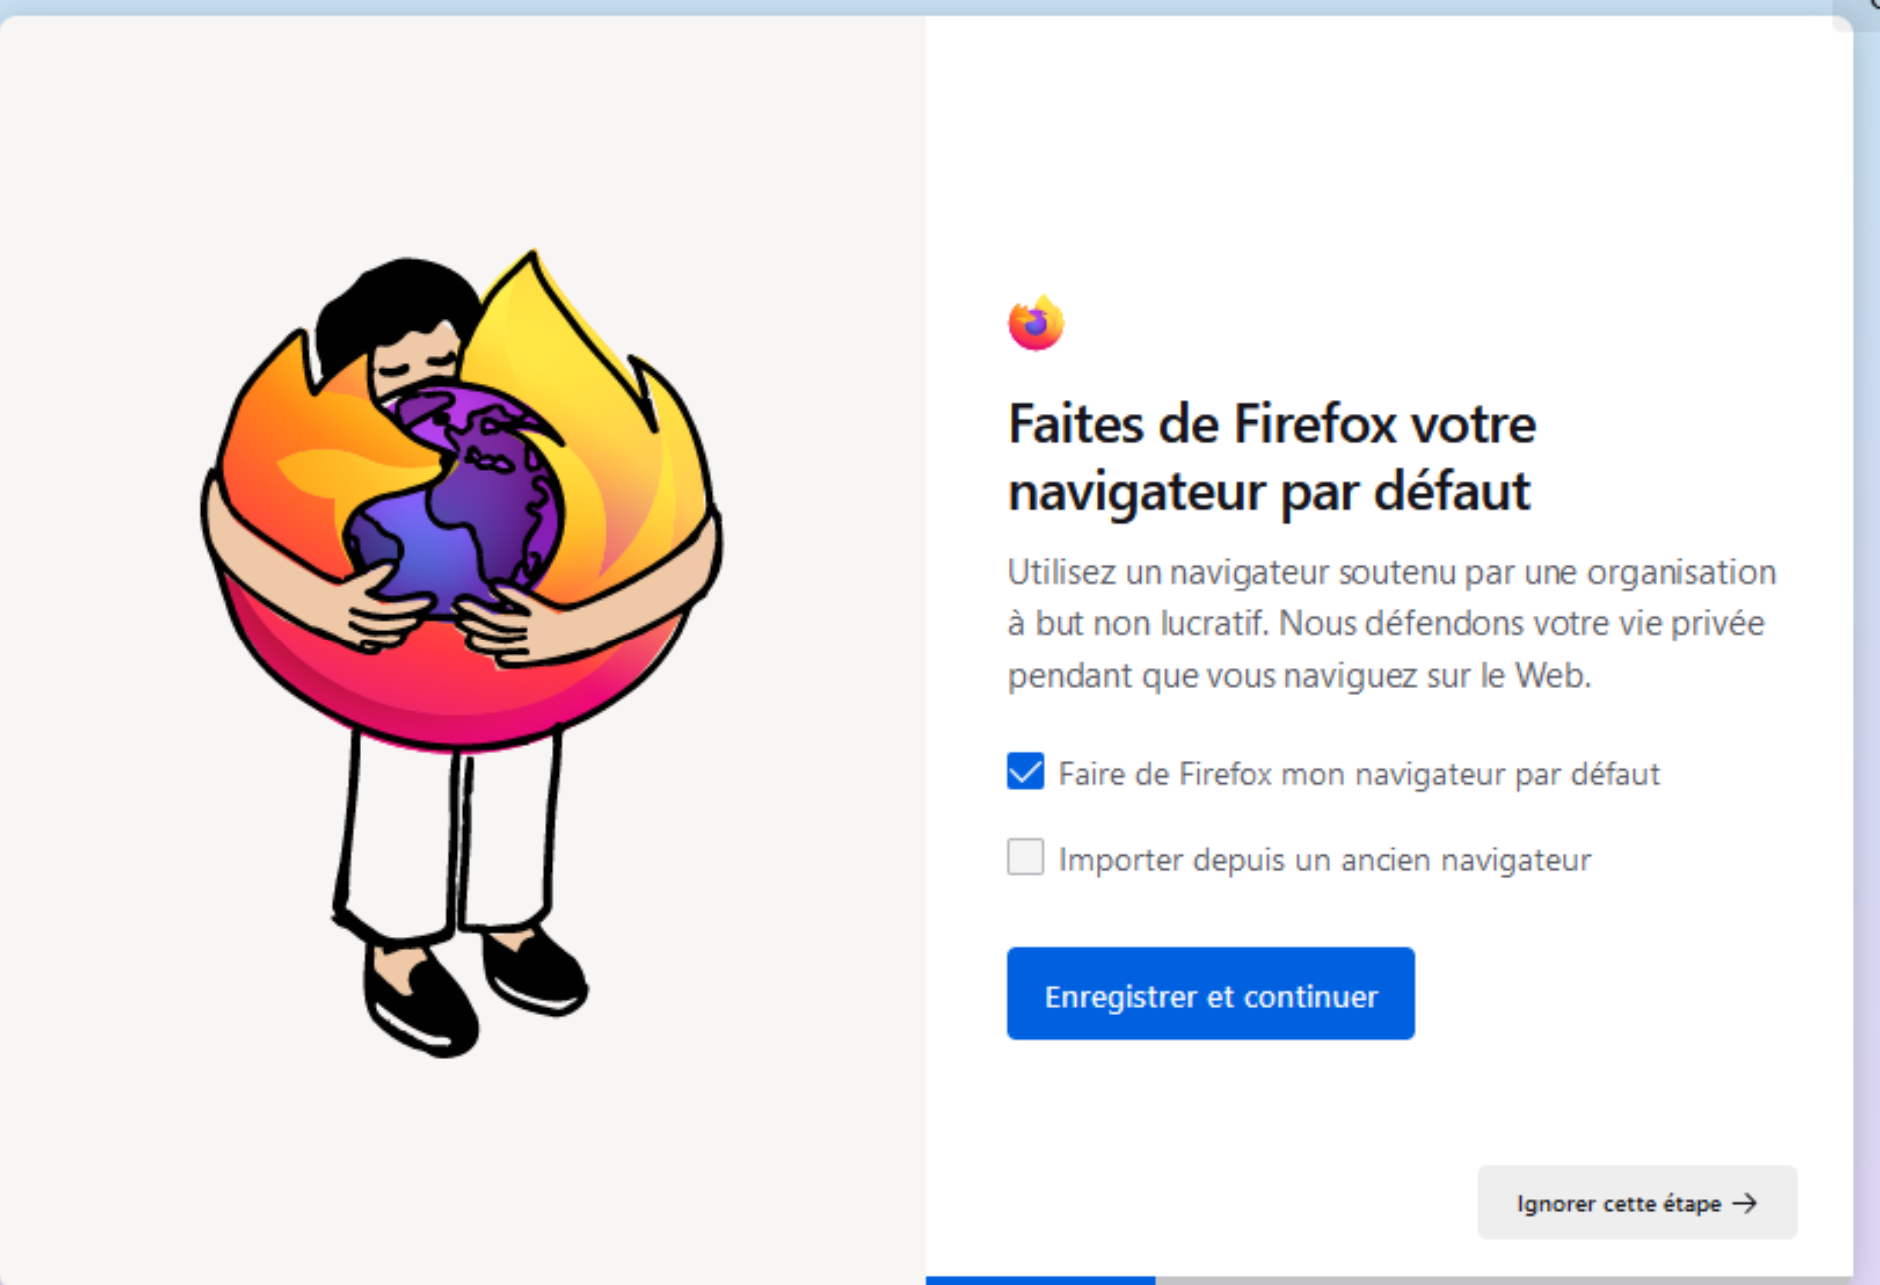 Faites de Firefox votre
navigateur par défaut
Utilisez un navigateur soutenu par une organisation
à but non lucratif. Nous défendons votre vie privée
pendant que vous naviguez sur le Web.
Faire de Firefox mon navigateur par défaut
Importer depuis un ancien navigateur
Enregistrer et continuer
Ignorer cette étape →